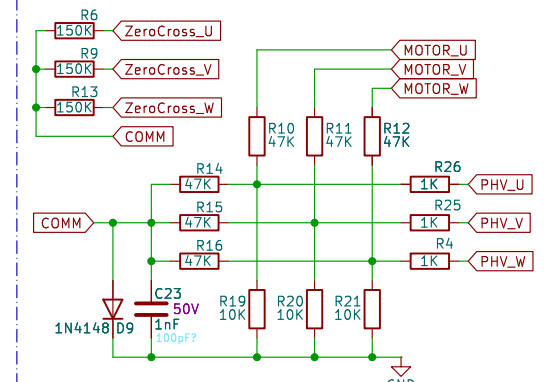 R6
150K
ZeroCross_U
R9
150K
ZeroCross_V
R13
150K
ZeroCross_W
COMM
MOTOR_U
MOTOR_V
MOTOR_W
R10
47K
R11
47K
R12
47K
R14
47K
R15
47K
R16
47K
R26
1K
PHV_U
R25
1K
PHV_V
R4
1K
PHV_W
COMM
1N4148 D9
C23
50V
1nF
100pF?
R19
10K
R20
10K
R21
10K
GND